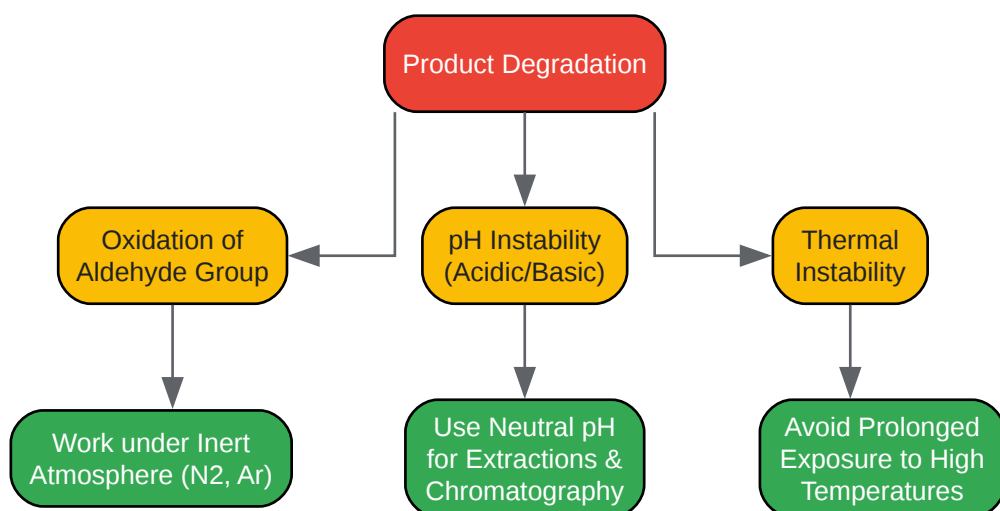 Product Degradation
Oxidation of
Aldehyde Group
pH Instability
(Acidic/Basic)
Thermal
Instability
Work under Inert
Atmosphere (N2, Ar)
Use Neutral pH
for Extractions &
Chromatography
Avoid Prolonged
Exposure to High
Temperatures